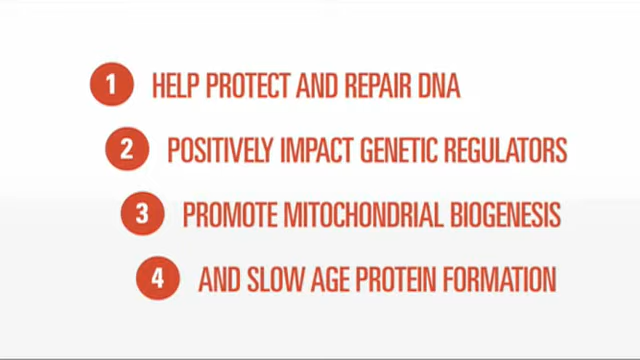 1 HELP PROTECT AND REPAIR DNA
2 POSITIVELY IMPACT GENETIC REGULATORS
3 PROMOTE MITOCHONDRIAL BIOGENESIS
4 AND SLOW AGE PROTEIN FORMATION